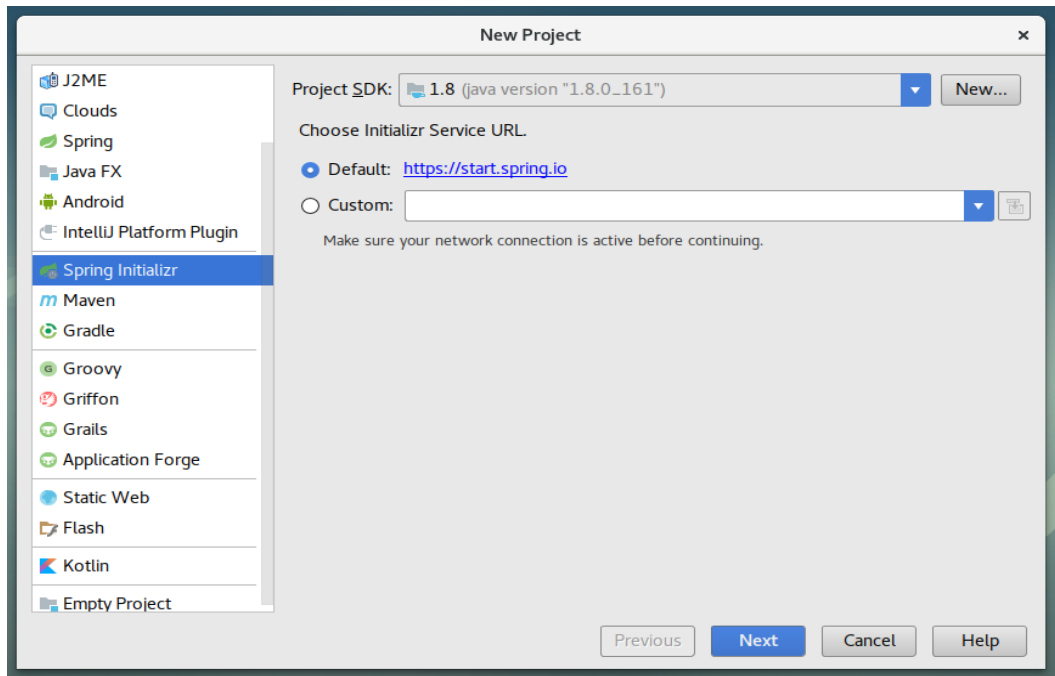 New Project
J2ME
Clouds
Spring
Java FX
Android
IntelliJ Platform Plugin
Spring Initializr
Maven
Gradle
Groovy
Griffon
Grails
Application Forge
Static Web
Flash
Kotlin
Empty Project
Project SDK: 1.8 (java version "1.8.0_161") New...
Choose Initializr Service URL.
Default: https://start.spring.io
Custom:
Make sure your network connection is active before continuing.
Previous Next Cancel Help